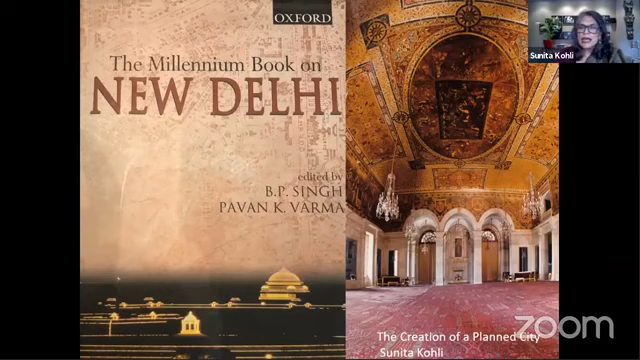 OXFORD
The Millennium Book on
NEW DELHI
edited by
B.P. SINGH
PAVAN K. VARMA
The Creation of a Planned City
Sunita Kohli
Sunita Kohli
zoom